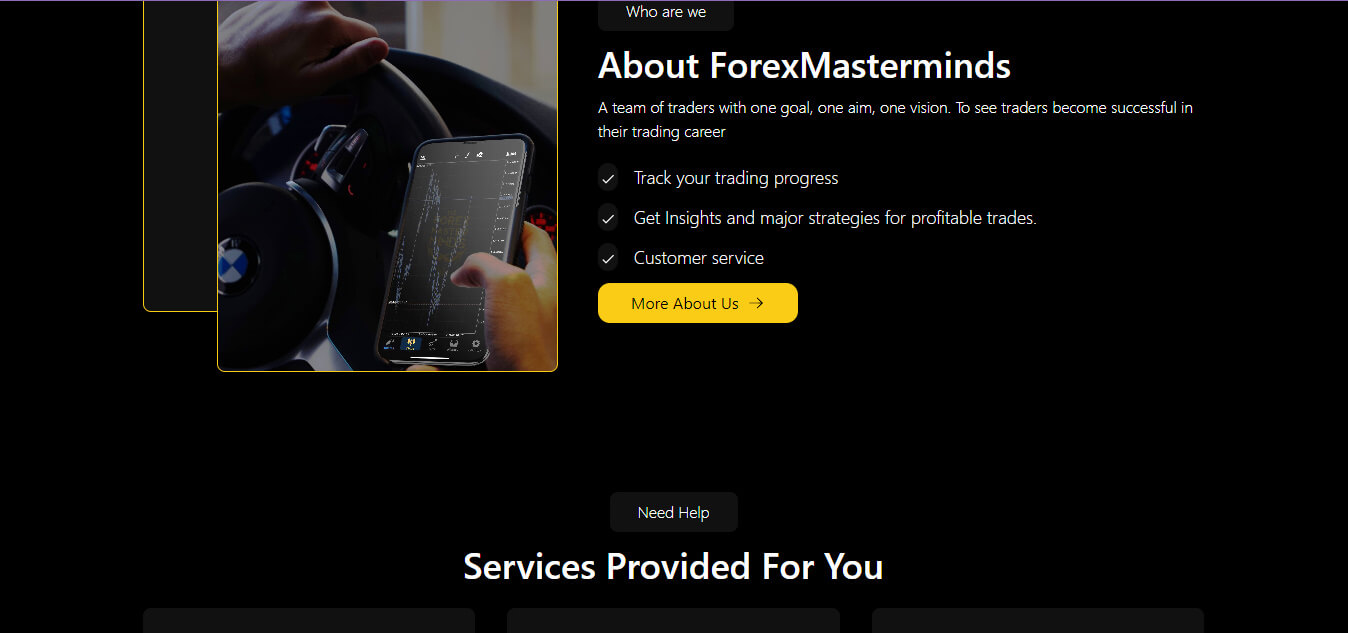 Who are we
About ForexMasterminds
A team of traders with one goal, one aim, one vision. To see traders become successful in
their trading career
Track your trading progress
Get Insights and major strategies for profitable trades.
Customer service
More About Us
Need Help
Services Provided For You